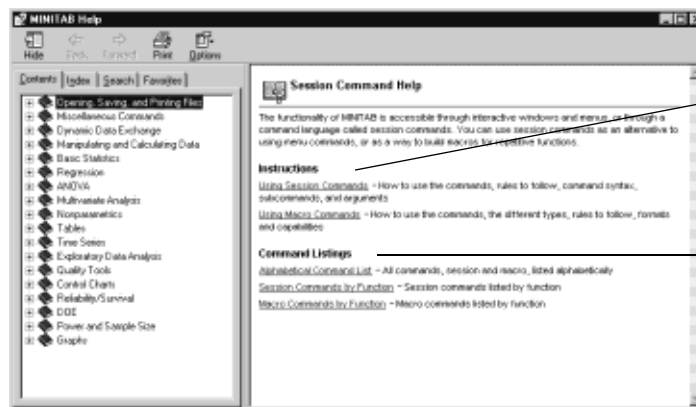 MINITAB Help
Hide Back Forward Print Options
Contents Index Search Favorites
Opening, Saving, and Printing Files
Miscellaneous Commands
Dynamic Data Exchange
Manipulating and Calculating Data
Basic Statistics
Regression
ANOVA
Multivariate Analysis
Nonparametrics
Tables
Time Series
Exploratory Data Analysis
Quality Tools
Control Charts
Reliability/Survival
DOE
Power and Sample Size
Graphs
Session Command Help
The functionality of MINITAB is accessible through interactive windows and menus, or through a
command language called session commands. You can use session commands as an alternative to
using menu commands, or as a way to build macros for repetitive functions.
Instructions
Using Session Commands - How to use the commands, rules to follow, command syntax,
subcommands, and arguments
Using Macro Commands - How to use the commands, the different types, rules to follow, formats
and capabilities
Command Listings
Alphabetical Command List - All commands, session and macro, listed alphabetically
Session Commands by Function - Session commands listed by function
Macro Commands by Function - Macro commands listed by function